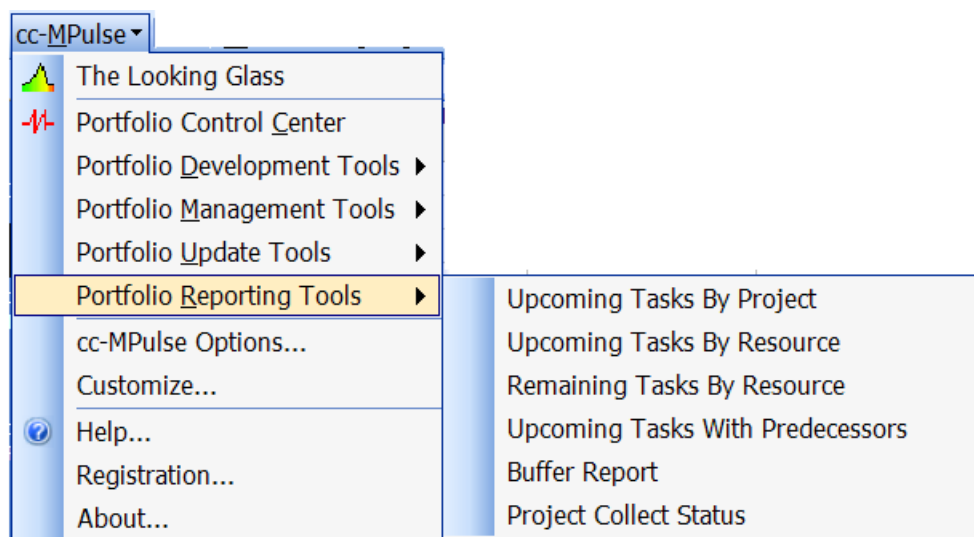 cc-MPulse
The Looking Glass
Portfolio Control Center
Portfolio Development Tools
Portfolio Management Tools
Portfolio Update Tools
Portfolio Reporting Tools
cc-MPulse Options...
Customize...
Help...
Registration...
About...
Upcoming Tasks By Project
Upcoming Tasks By Resource
Remaining Tasks By Resource
Upcoming Tasks With Predecessors
Buffer Report
Project Collect Status